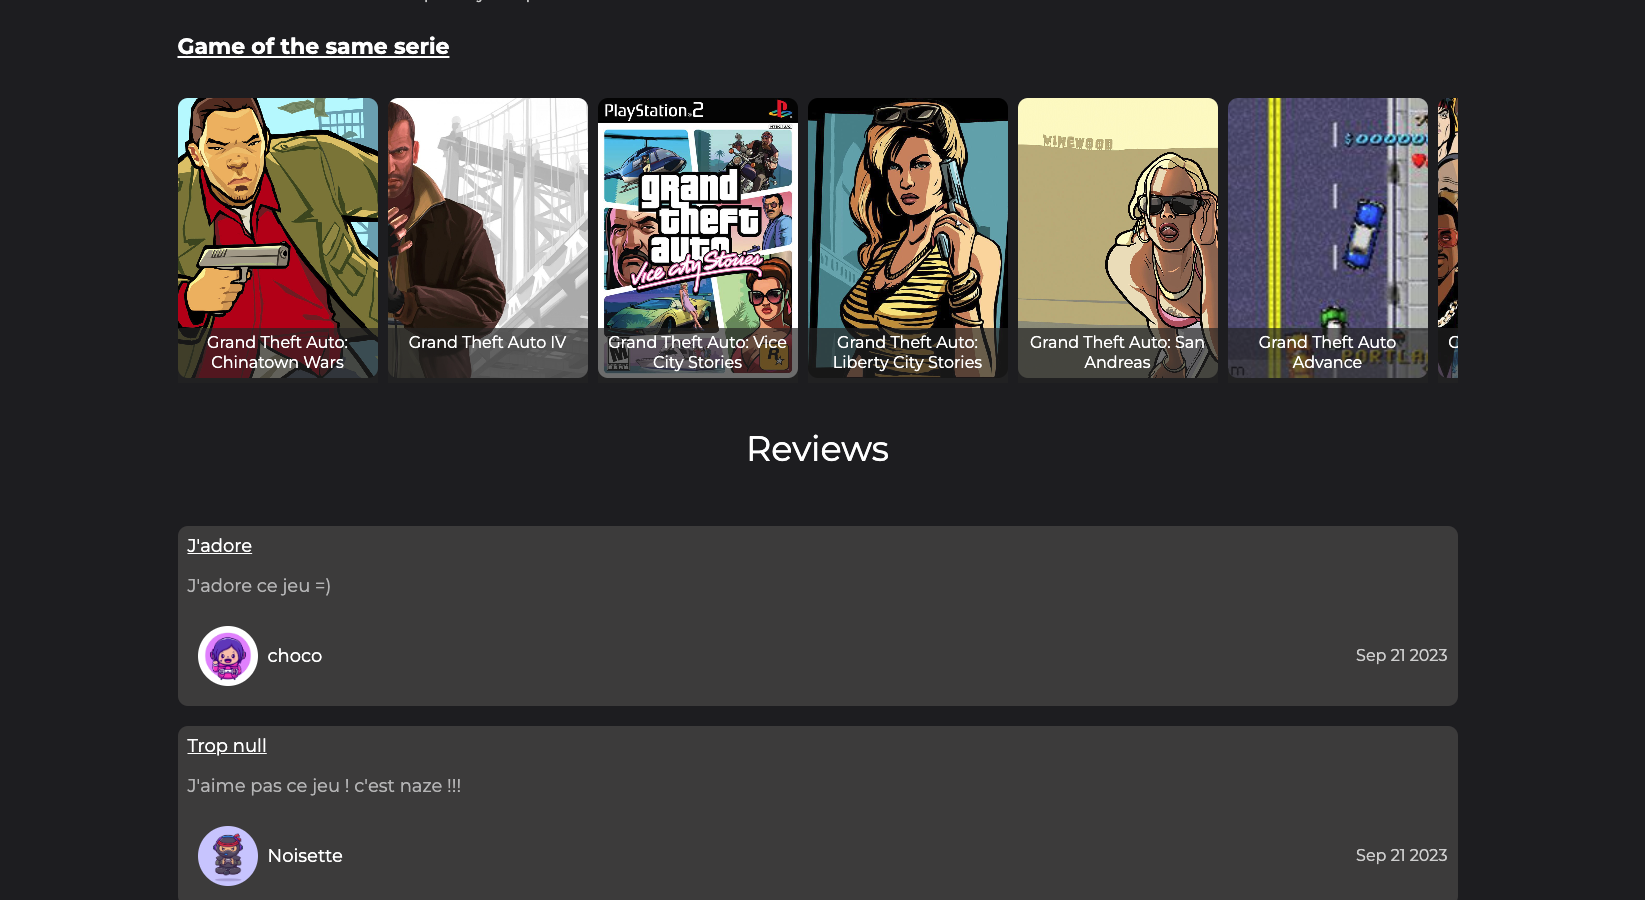 Game of the same serie
PlayStation 2
grand
theft
auto
Vice City Stories
VINEWOOD
$00000
Grand Theft Auto:
Chinatown Wars
Grand Theft Auto IV
Grand Theft Auto: Vice
City Stories
Grand Theft Auto:
Liberty City Stories
Grand Theft Auto: San
Andreas
Grand Theft Auto
Advance
Reviews
J'adore
J'adore ce jeu =)
choco
Sep 21 2023
Trop null
J'aime pas ce jeu ! c'est naze !!!
Noisette
Sep 21 2023